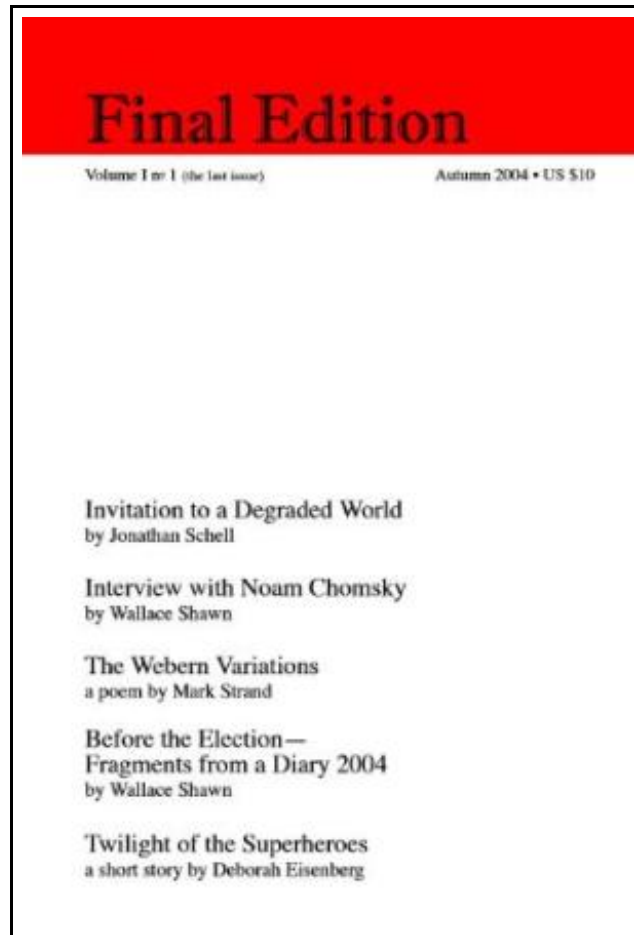 Final Edition
Volume I nº 1 (the last issue) Autumn 2004 • US $10
Invitation to a Degraded World
by Jonathan Schell
Interview with Noam Chomsky
by Wallace Shawn
The Webern Variations
a poem by Mark Strand
Before the Election—
Fragments from a Diary 2004
by Wallace Shawn
Twilight of the Superheroes
a short story by Deborah Eisenberg